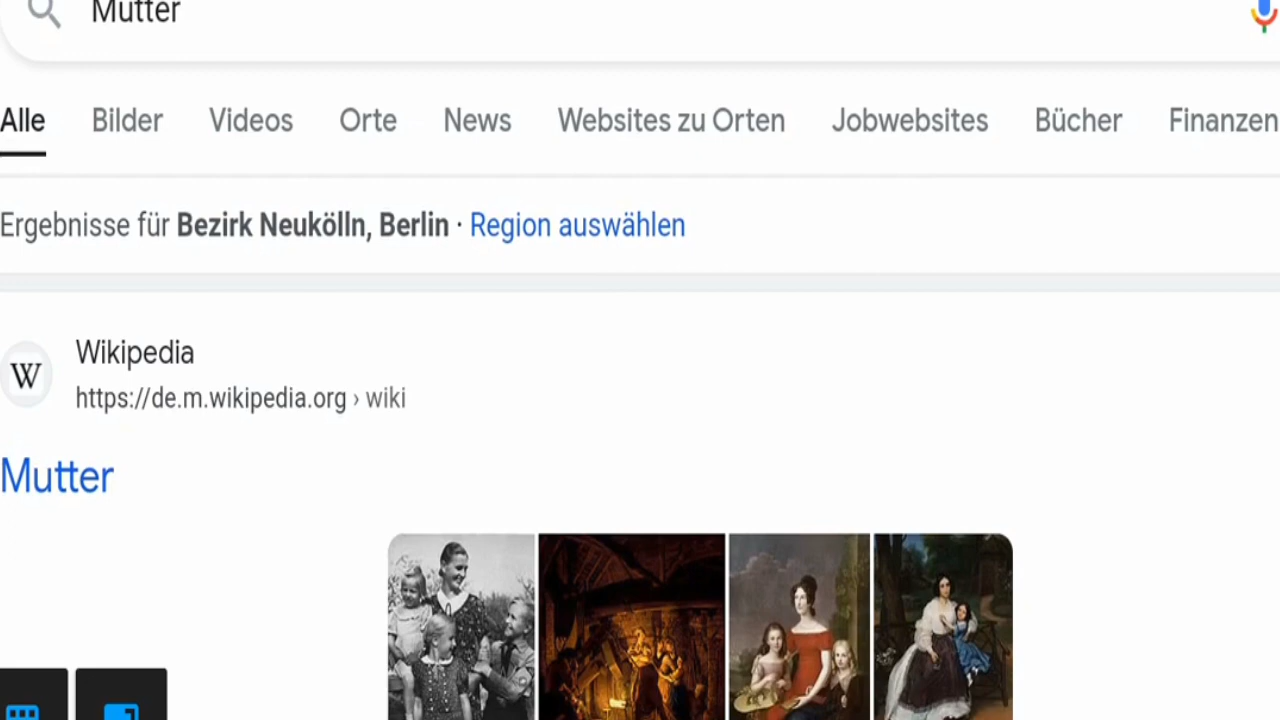 Mutter
Alle Bilder Videos Orte News Websites zu Orten Jobwebsites Bücher Finanzen
Ergebnisse für Bezirk Neukölln, Berlin · Region auswählen
W
Wikipedia
https://de.m.wikipedia.org › wiki
Mutter